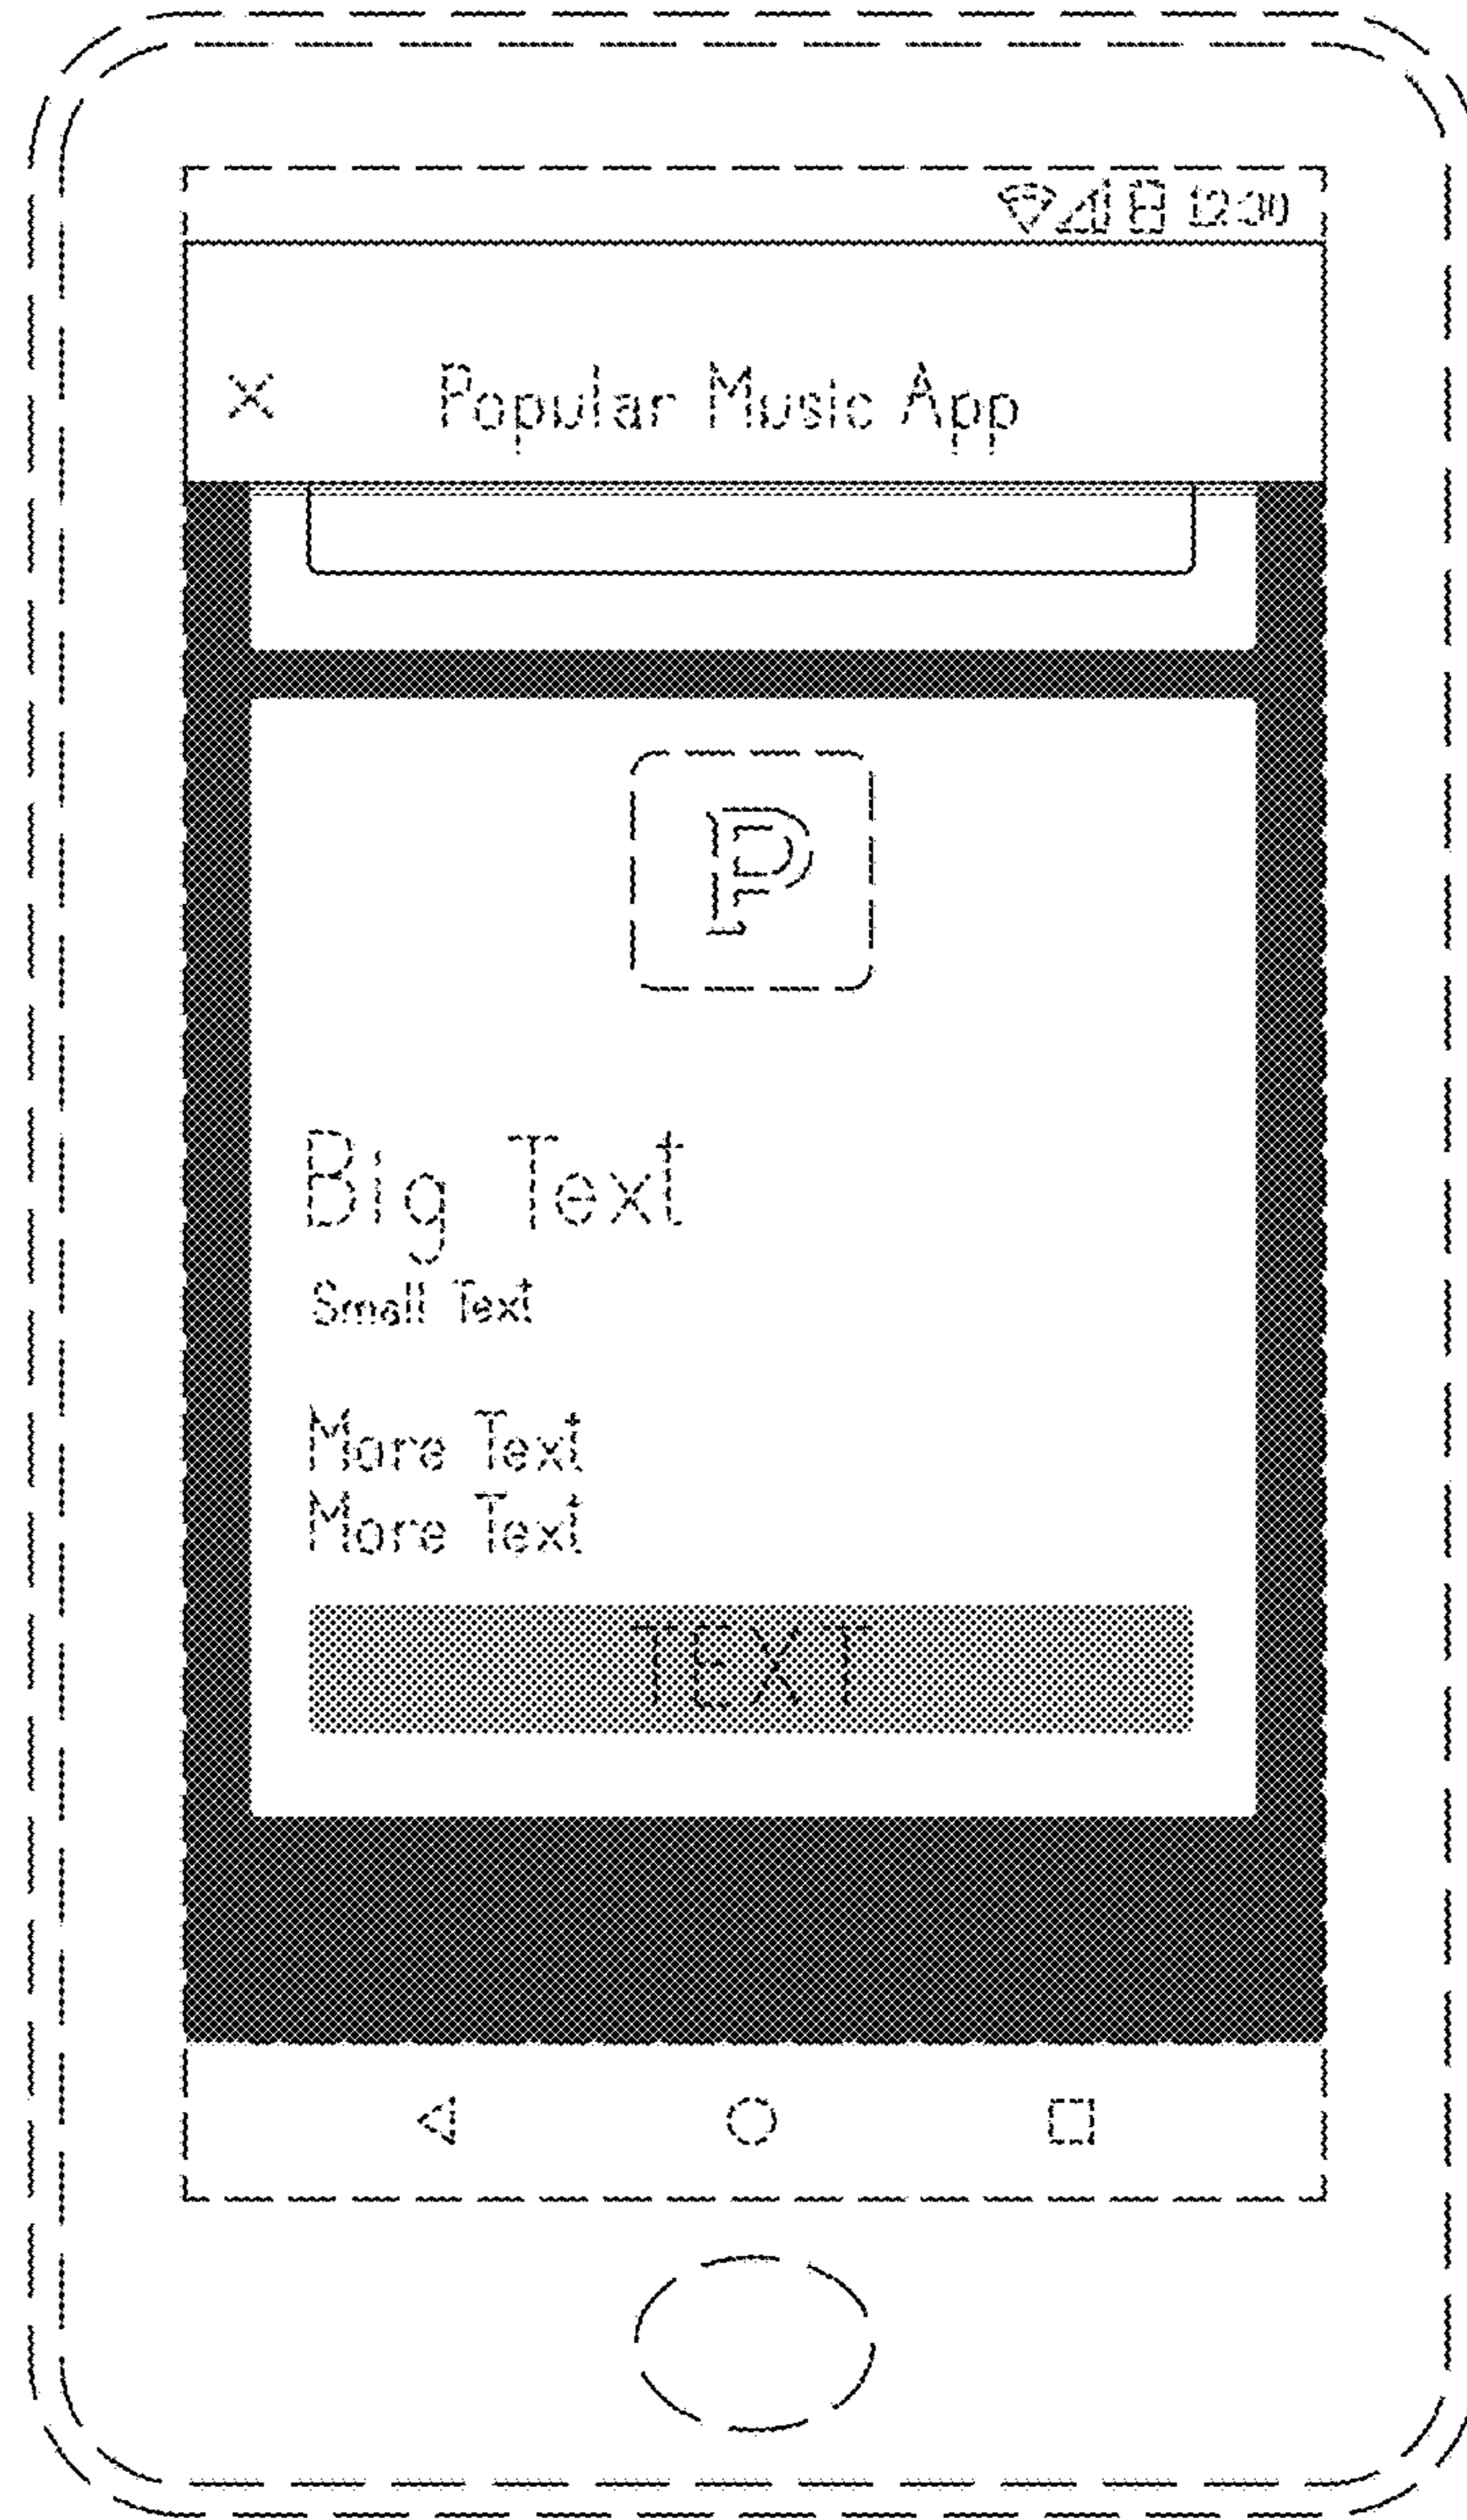 12:30
× Popular Music App
P
Big Text
Small Text
More Text
More Text
TEXT